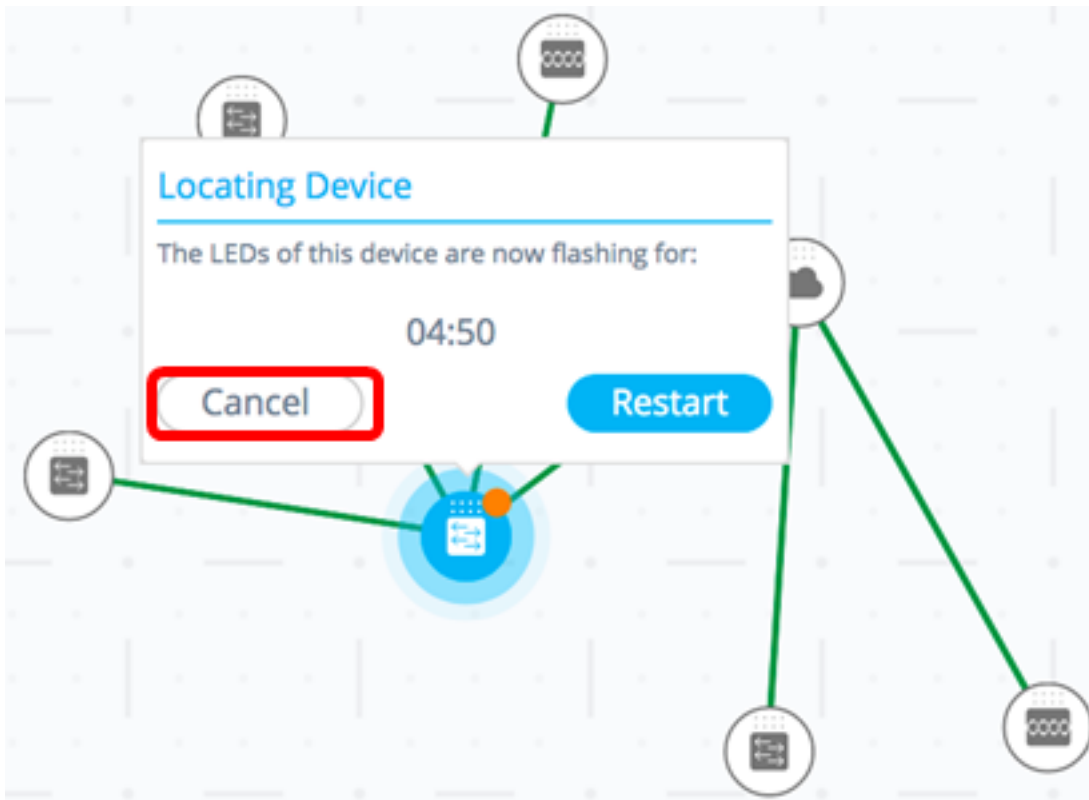 Locating Device
The LEDs of this device are now flashing for:
04:50
Cancel
Restart